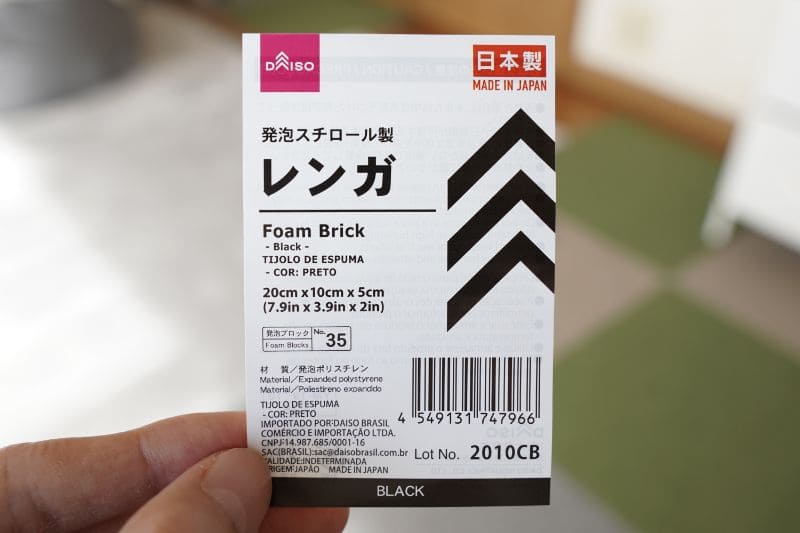 DAISO
日本製
MADE IN JAPAN
発泡スチロール製
レンガ
Foam Brick
- Black -
TIJOLO DE ESPUMA
- COR: PRETO
20cm x 10cm x 5cm
(7.9in x 3.9in x 2in)
発泡ブロック
Foam Blocks
No.
35
材 質／発泡ポリスチレン
Material／Expanded polystyrene
Material／Poliestireno expandido
TIJOLO DE ESPUMA
- COR: PRETO
IMPORTADO POR:DAISO BRASIL
COMÉRCIO E IMPORTAÇÃO LTDA.
CNPJ-14.987.685/0001-16
SAC(BRASIL):sac@daisobrasil.com.br
VALIDADE:INDETERMINADA
ORIGEM:JAPÃO MADE IN JAPAN
4 549131 747966
Lot No. 2010CB
BLACK